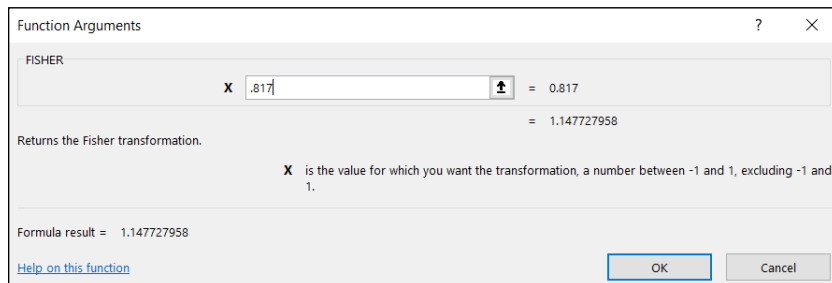 Function Arguments ? ×
FISHER
X .817 = 0.817
= 1.147727958
Returns the Fisher transformation.
X is the value for which you want the transformation, a number between -1 and 1, excluding -1 and
1.
Formula result = 1.147727958
Help on this function OK Cancel